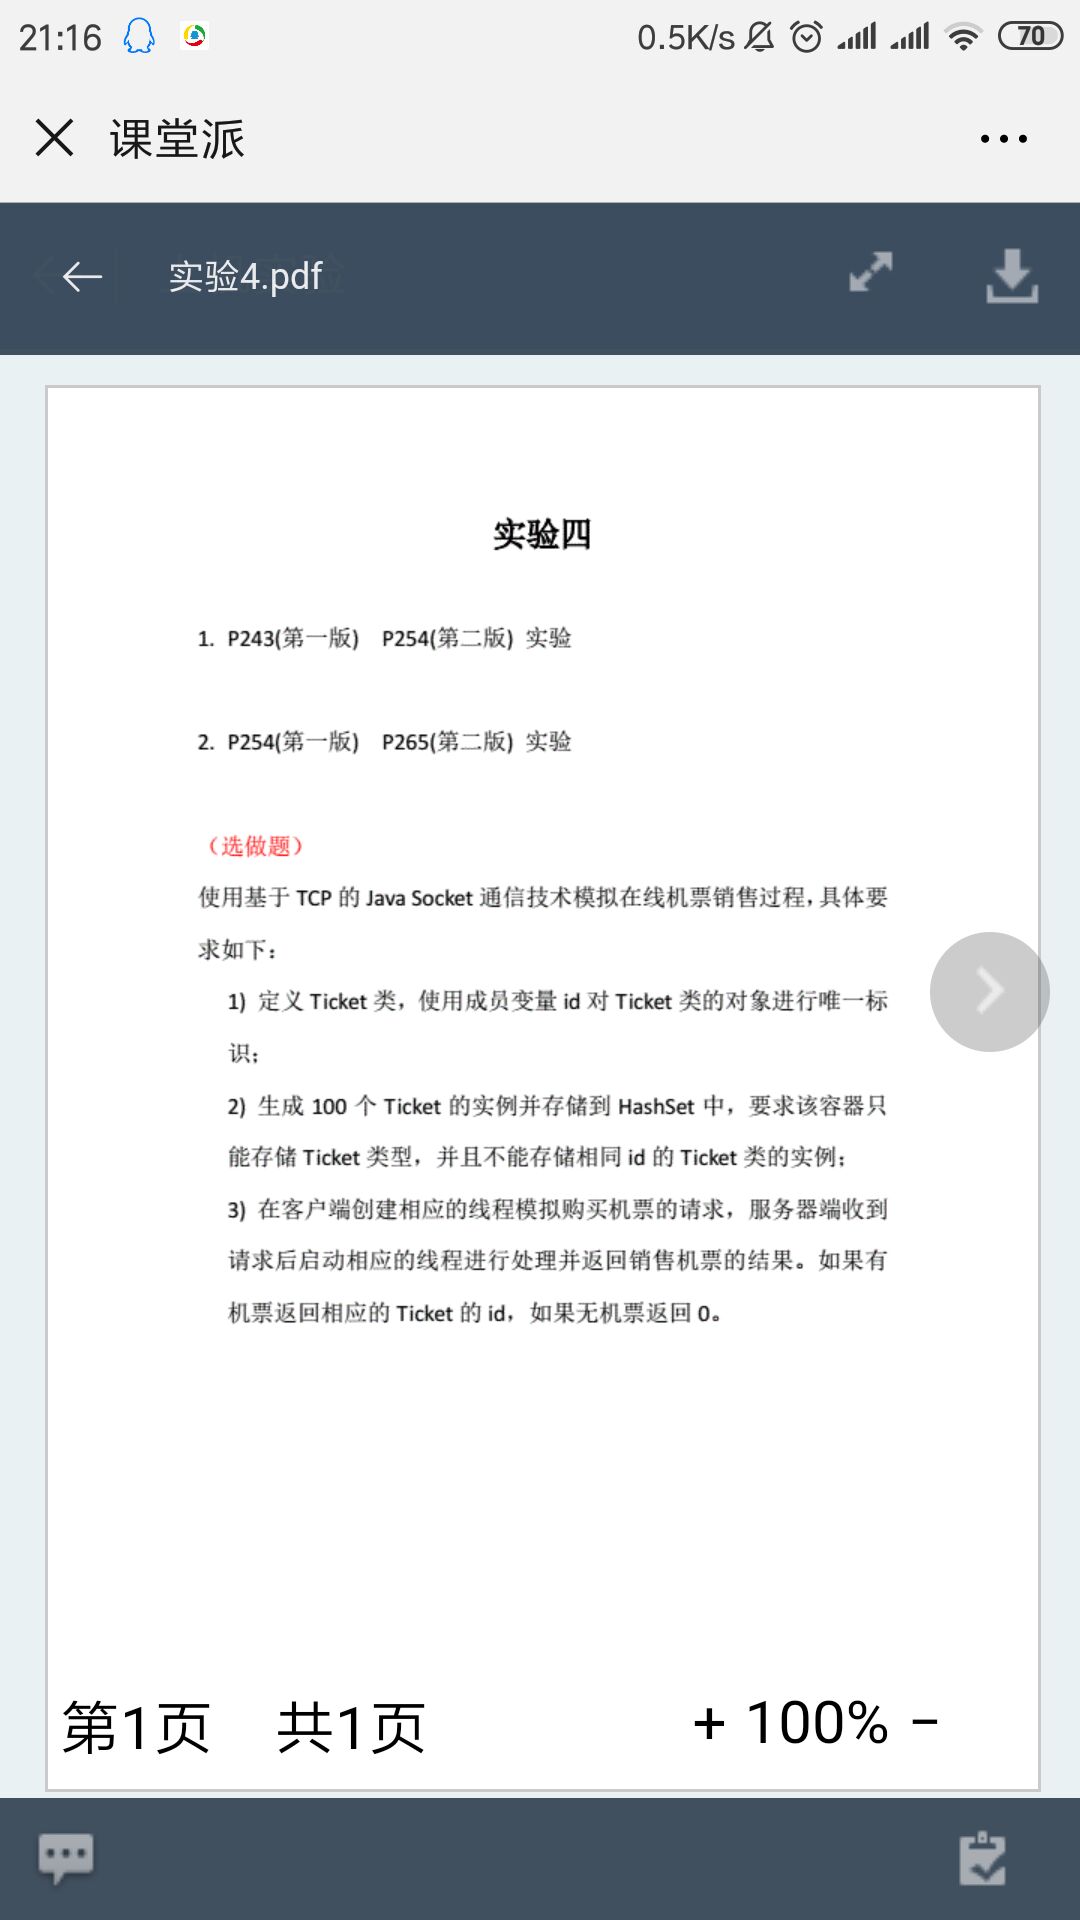 21:16 0.5K/s 70
课堂派
实验4.pdf
实验四
1. P243(第一版) P254(第二版) 实验
2. P254(第一版) P265(第二版) 实验
（选做题）
使用基于 TCP 的 Java Socket 通信技术模拟在线机票销售过程，具体要
求如下：
1) 定义 Ticket 类，使用成员变量 id 对 Ticket 类的对象进行唯一标
识；
2) 生成 100 个 Ticket 的实例并存储到 HashSet 中，要求该容器只
能存储 Ticket 类型，并且不能存储相同 id 的 Ticket 类的实例；
3) 在客户端创建相应的线程模拟购买机票的请求，服务器端收到
请求后启动相应的线程进行处理并返回销售机票的结果。如果有
机票返回相应的 Ticket 的 id，如果无机票返回 0。
第1页 共1页 + 100% −